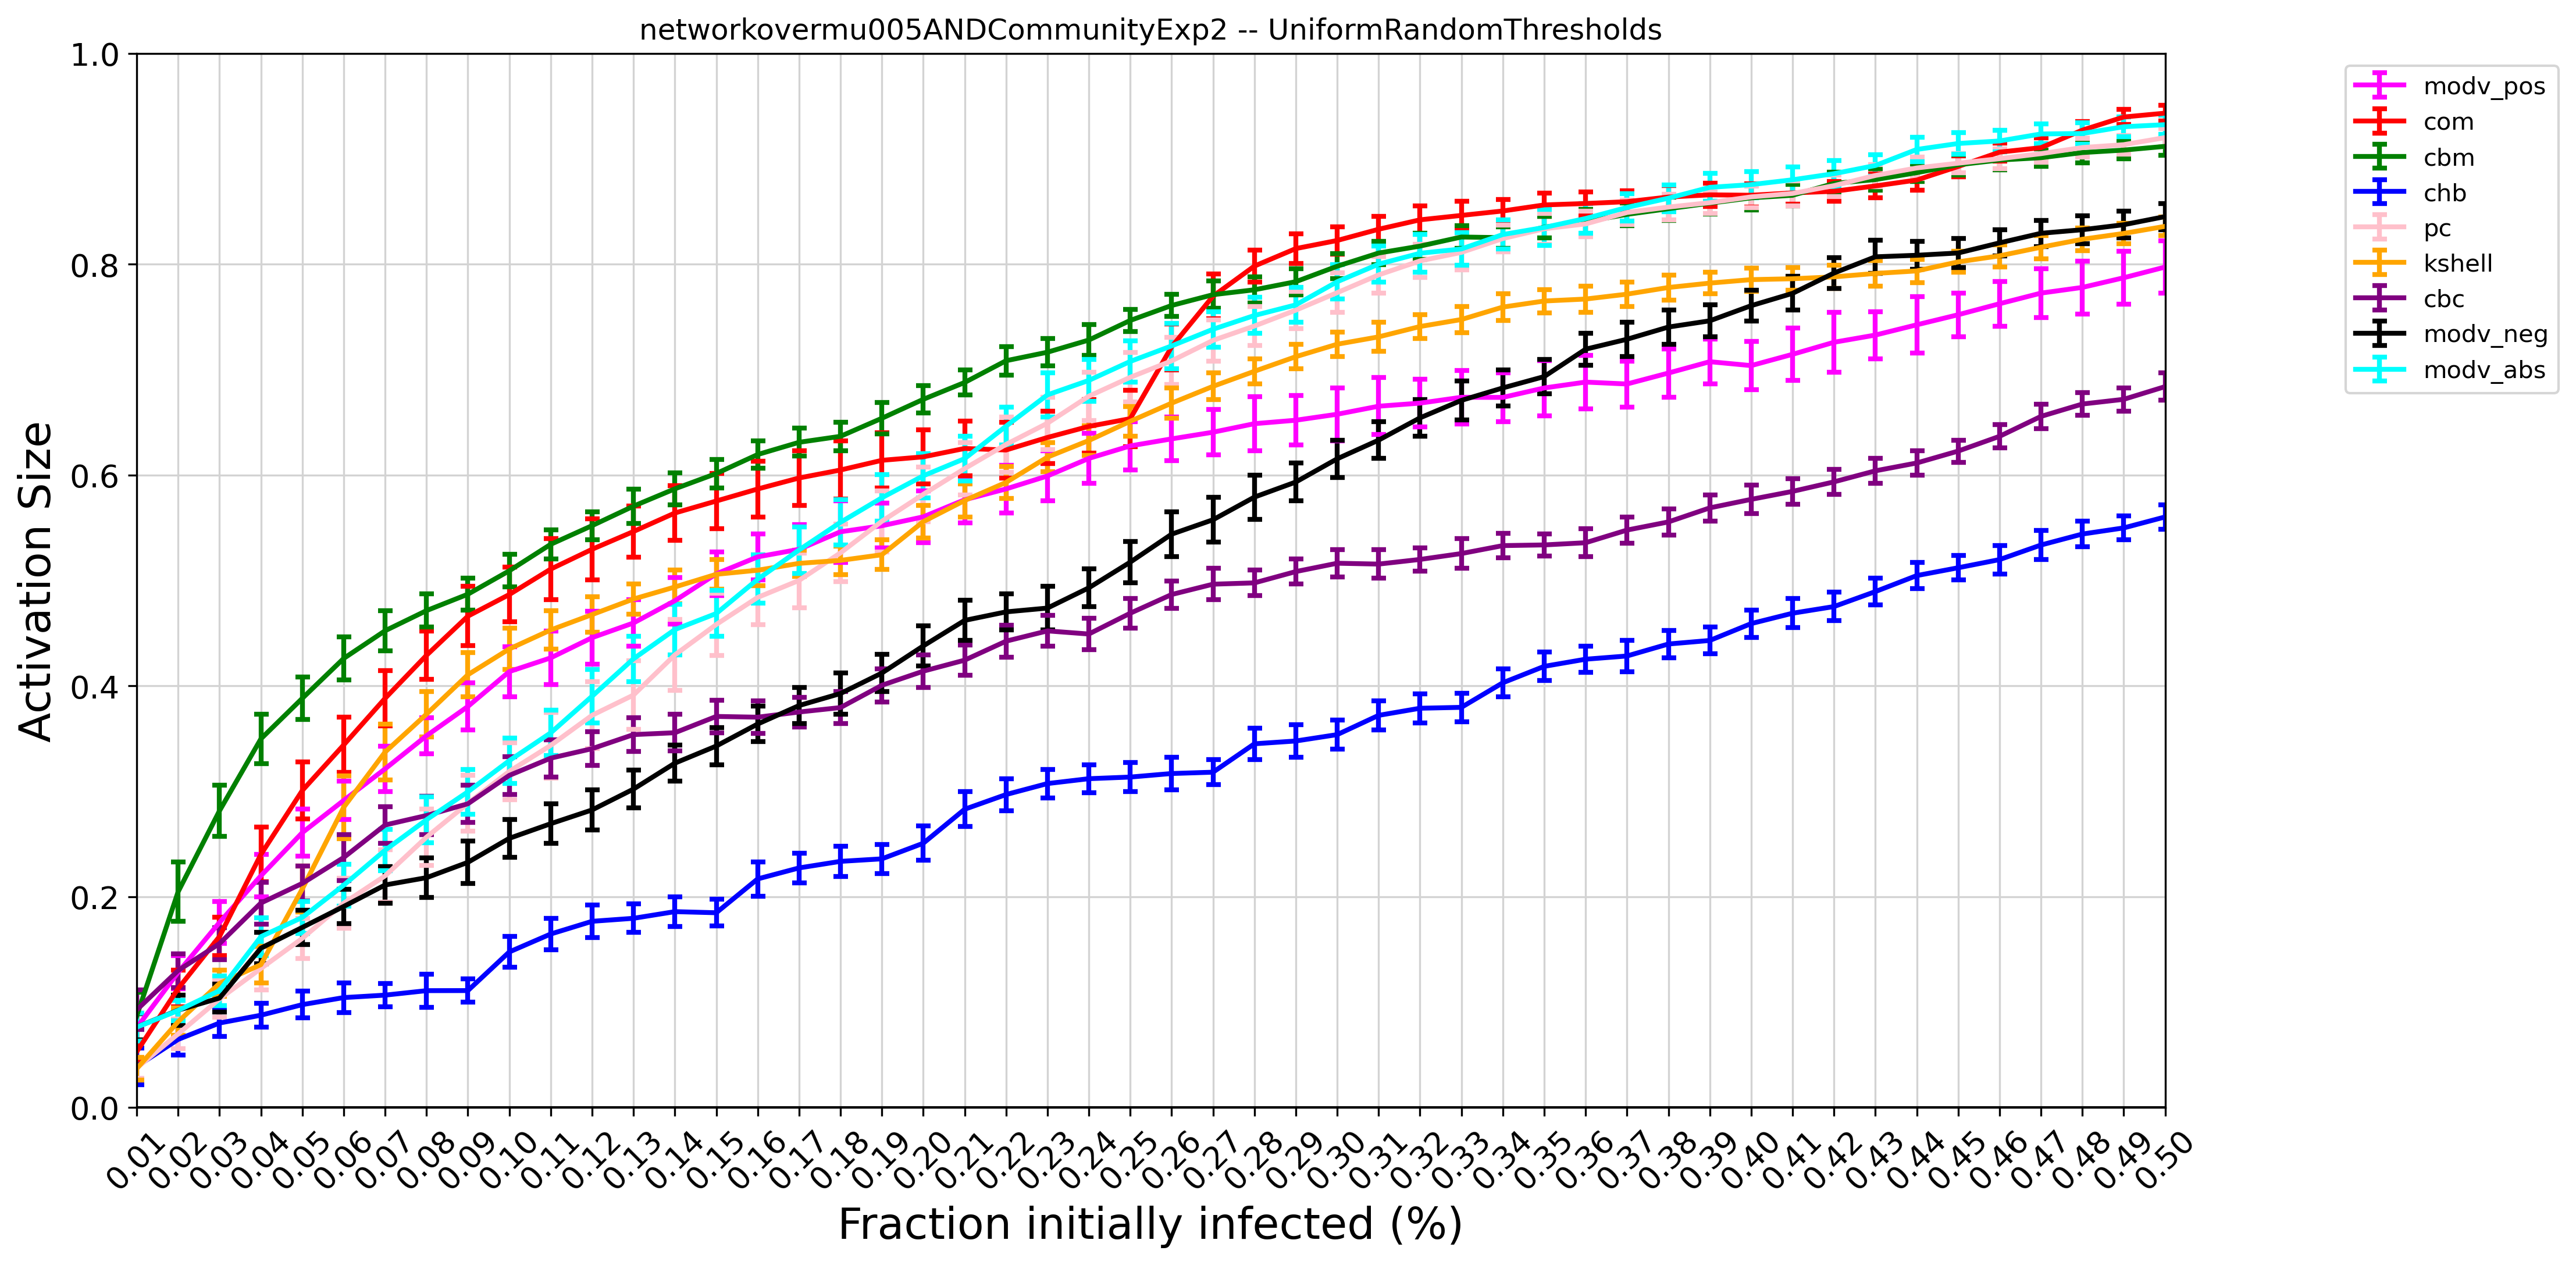 networkovermu005ANDCommunityExp2 -- UniformRandomThresholds
1.0
0.8
0.6
0.4
0.2
0.0
Activation Size
0.01 0.02 0.03 0.04 0.05 0.06 0.07 0.08 0.09 0.10 0.11 0.12 0.13 0.14 0.15 0.16 0.17 0.18 0.19 0.20 0.21 0.22 0.23 0.24 0.25 0.26 0.27 0.28 0.29 0.30 0.31 0.32 0.33 0.34 0.35 0.36 0.37 0.38 0.39 0.40 0.41 0.42 0.43 0.44 0.45 0.46 0.47 0.48 0.49 0.50
Fraction initially infected (%)
modv_pos
com
cbm
chb
pc
kshell
cbc
modv_neg
modv_abs